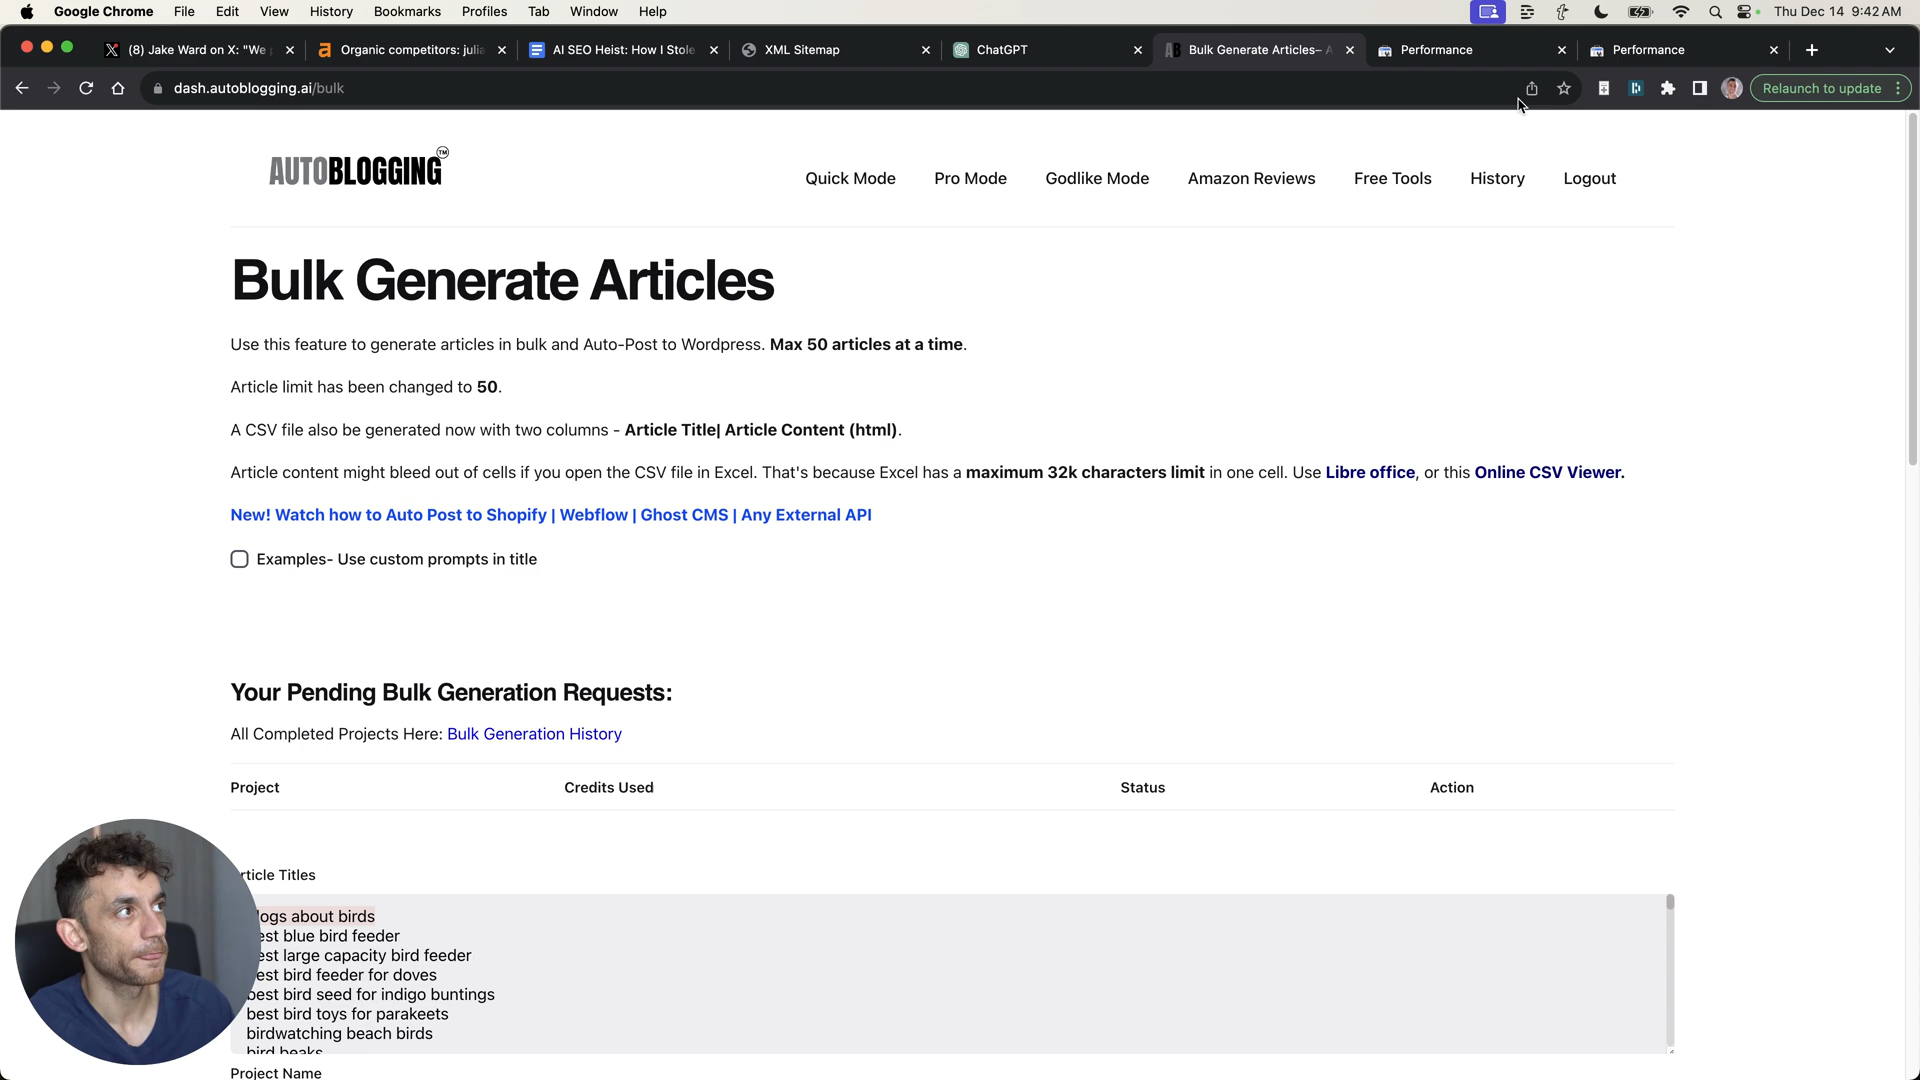 Google Chrome File Edit View History Bookmarks Profiles Tab Window Help Thu Dec 14 9:42 AM
(8) Jake Ward on X: "We Organic competitors: julia AI SEO Heist: How I Stole XML Sitemap ChatGPT Bulk Generate Articles– A Performance Performance
dash.autoblogging.ai/bulk Relaunch to update
AUTOBLOGGING TM
Quick Mode Pro Mode Godlike Mode Amazon Reviews Free Tools History Logout
Bulk Generate Articles
Use this feature to generate articles in bulk and Auto-Post to Wordpress. Max 50 articles at a time.
Article limit has been changed to 50.
A CSV file also be generated now with two columns - Article Title| Article Content (html).
Article content might bleed out of cells if you open the CSV file in Excel. That's because Excel has a maximum 32k characters limit in one cell. Use Libre office, or this Online CSV Viewer.
New! Watch how to Auto Post to Shopify | Webflow | Ghost CMS | Any External API
Examples- Use custom prompts in title
Your Pending Bulk Generation Requests:
All Completed Projects Here: Bulk Generation History
Project Credits Used Status Action
rticle Titles
logs about birds
est blue bird feeder
est large capacity bird feeder
est bird feeder for doves
best bird seed for indigo buntings
best bird toys for parakeets
birdwatching beach birds
bird beaks
Project Name